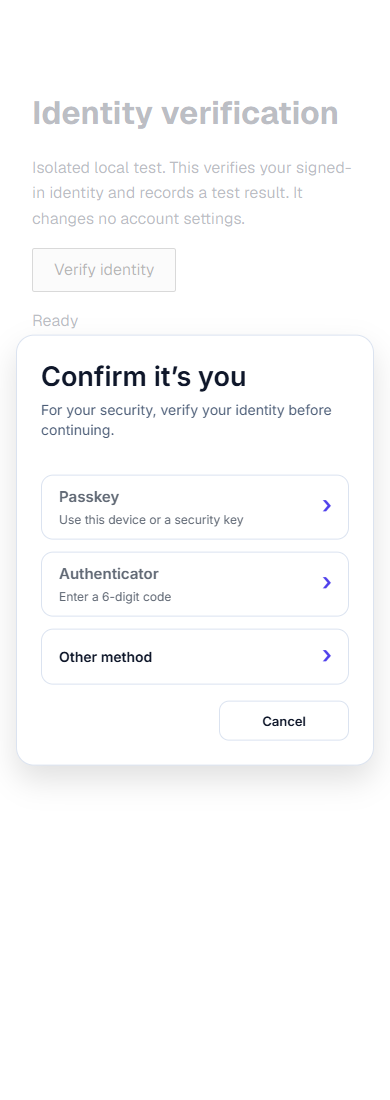 Identity verification
Isolated local test. This verifies your signed-
in identity and records a test result. It
changes no account settings.
Verify identity
Ready
Confirm it’s you
For your security, verify your identity before
continuing.
Passkey
Use this device or a security key
Authenticator
Enter a 6-digit code
Other method
Cancel